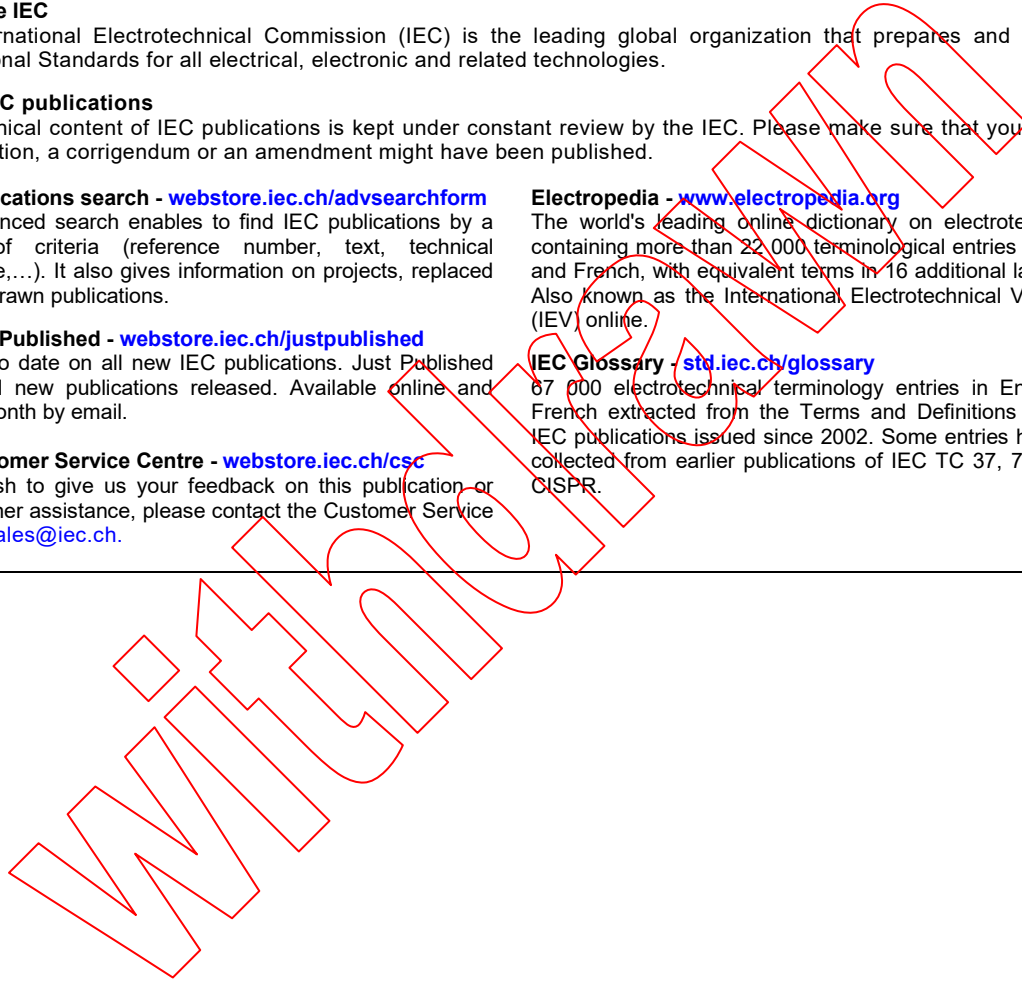 e IEC
rnational Electrotechnical Commission (IEC) is the leading global organization that prepares and
onal Standards for all electrical, electronic and related technologies.
C publications
nical content of IEC publications is kept under constant review by the IEC. Please make sure that you
tion, a corrigendum or an amendment might have been published.
cations search - webstore.iec.ch/advsearchform
nced search enables to find IEC publications by a
of criteria (reference number, text, technical
e,…). It also gives information on projects, replaced
rawn publications.
Published - webstore.iec.ch/justpublished
o date on all new IEC publications. Just Published
l new publications released. Available online and
onth by email.
omer Service Centre - webstore.iec.ch/csc
sh to give us your feedback on this publication or
her assistance, please contact the Customer Service
ales@iec.ch.
Electropedia - www.electropedia.org
The world's leading online dictionary on electrote
containing more than 22 000 terminological entries
and French, with equivalent terms in 16 additional la
Also known as the International Electrotechnical V
(IEV) online.
IEC Glossary - std.iec.ch/glossary
67 000 electrotechnical terminology entries in En
French extracted from the Terms and Definitions
IEC publications issued since 2002. Some entries h
collected from earlier publications of IEC TC 37, 7
CISPR.
withdrawn